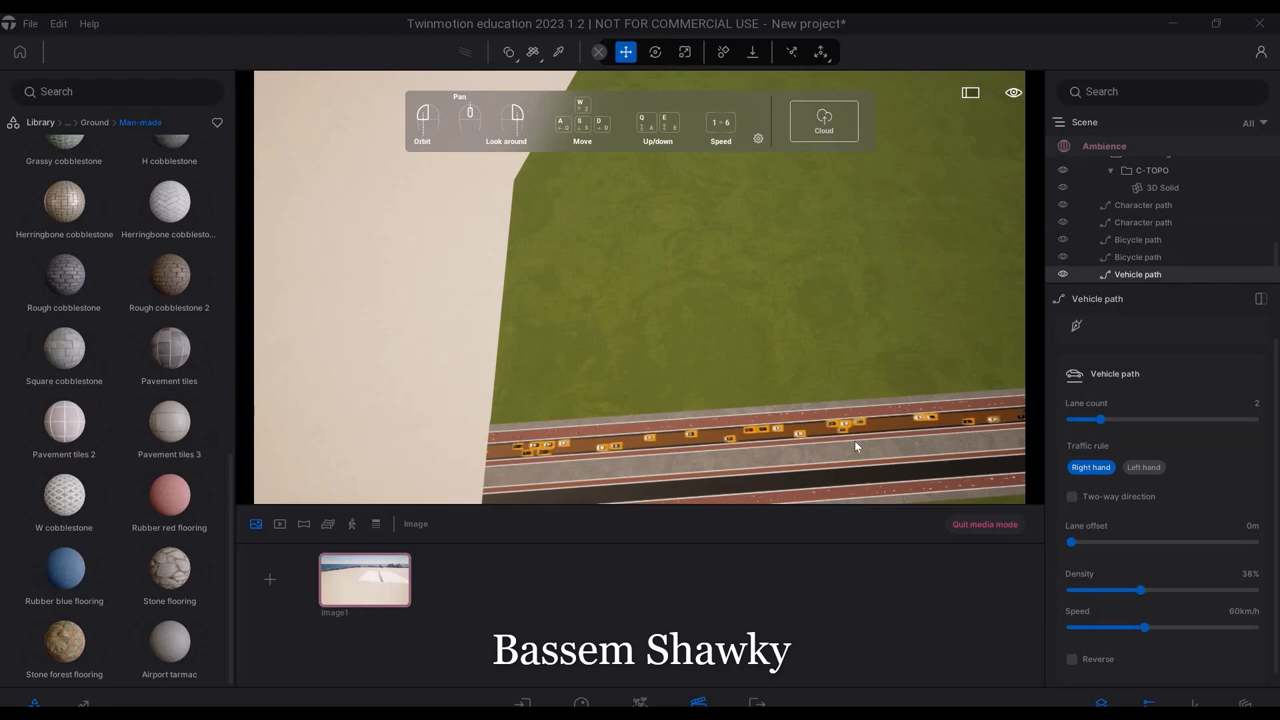 File Edit Help
Twinmotion education 2023.1.2 | NOT FOR COMMERCIAL USE - New project*
Search
Library > ... > Ground > Man-made
Grassy cobblestone
H cobblestone
Herringbone cobblestone
Herringbone cobblesto...
Rough cobblestone
Rough cobblestone 2
Square cobblestone
Pavement tiles
Pavement tiles 2
Pavement tiles 3
W cobblestone
Rubber red flooring
Rubber blue flooring
Stone flooring
Stone forest flooring
Airport tarmac
Pan
Orbit
Look around
W
A S D
Move
Q E
Up/down
1 ÷ 6
Speed
Cloud
Image
Quit media mode
Image1
Bassem Shawky
Search
Scene
All
Ambience
C-TOPO
3D Solid
Character path
Character path
Bicycle path
Bicycle path
Vehicle path
Vehicle path
Vehicle path
Lane count 2
Traffic rule
Right hand Left hand
Two-way direction
Lane offset 0m
Density 38%
Speed 60km/h
Reverse